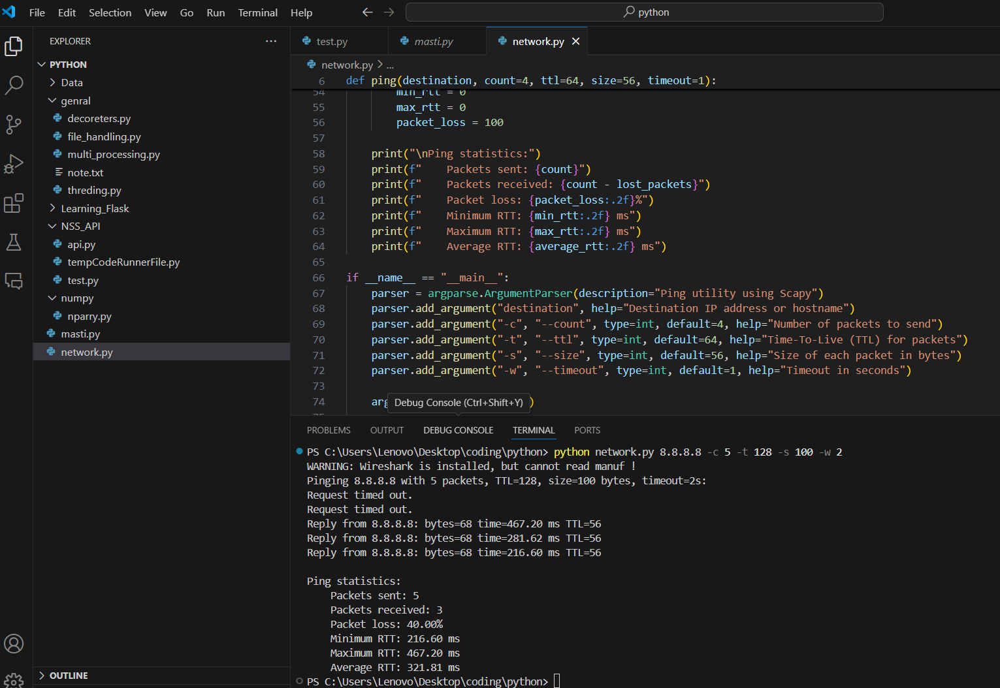 File Edit Selection View Go Run Terminal Help
python
EXPLORER
PYTHON
Data
genral
decoreters.py
file_handling.py
multi_processing.py
note.txt
threding.py
Learning_Flask
NSS_API
api.py
tempCodeRunnerFile.py
test.py
numpy
nparry.py
masti.py
network.py
OUTLINE
test.py masti.py network.py
network.py > ...
6 def ping(destination, count=4, ttl=64, size=56, timeout=1):
54 min_rtt = 0
55 max_rtt = 0
56 packet_loss = 100
57
58 print("\nPing statistics:")
59 print(f"    Packets sent: {count}")
60 print(f"    Packets received: {count - lost_packets}")
61 print(f"    Packet loss: {packet_loss:.2f}%")
62 print(f"    Minimum RTT: {min_rtt:.2f} ms")
63 print(f"    Maximum RTT: {max_rtt:.2f} ms")
64 print(f"    Average RTT: {average_rtt:.2f} ms")
65
66 if __name__ == "__main__":
67 parser = argparse.ArgumentParser(description="Ping utility using Scapy")
68 parser.add_argument("destination", help="Destination IP address or hostname")
69 parser.add_argument("-c", "--count", type=int, default=4, help="Number of packets to send")
70 parser.add_argument("-t", "--ttl", type=int, default=64, help="Time-To-Live (TTL) for packets")
71 parser.add_argument("-s", "--size", type=int, default=56, help="Size of each packet in bytes")
72 parser.add_argument("-w", "--timeout", type=int, default=1, help="Timeout in seconds")
73
74 arg )
Debug Console (Ctrl+Shift+Y)
PROBLEMS OUTPUT DEBUG CONSOLE TERMINAL PORTS
PS C:\Users\Lenovo\Desktop\coding\python> python network.py 8.8.8.8 -c 5 -t 128 -s 100 -w 2
WARNING: Wireshark is installed, but cannot read manuf !
Pinging 8.8.8.8 with 5 packets, TTL=128, size=100 bytes, timeout=2s:
Request timed out.
Request timed out.
Reply from 8.8.8.8: bytes=68 time=467.20 ms TTL=56
Reply from 8.8.8.8: bytes=68 time=281.62 ms TTL=56
Reply from 8.8.8.8: bytes=68 time=216.60 ms TTL=56
Ping statistics:
Packets sent: 5
Packets received: 3
Packet loss: 40.00%
Minimum RTT: 216.60 ms
Maximum RTT: 467.20 ms
Average RTT: 321.81 ms
PS C:\Users\Lenovo\Desktop\coding\python>